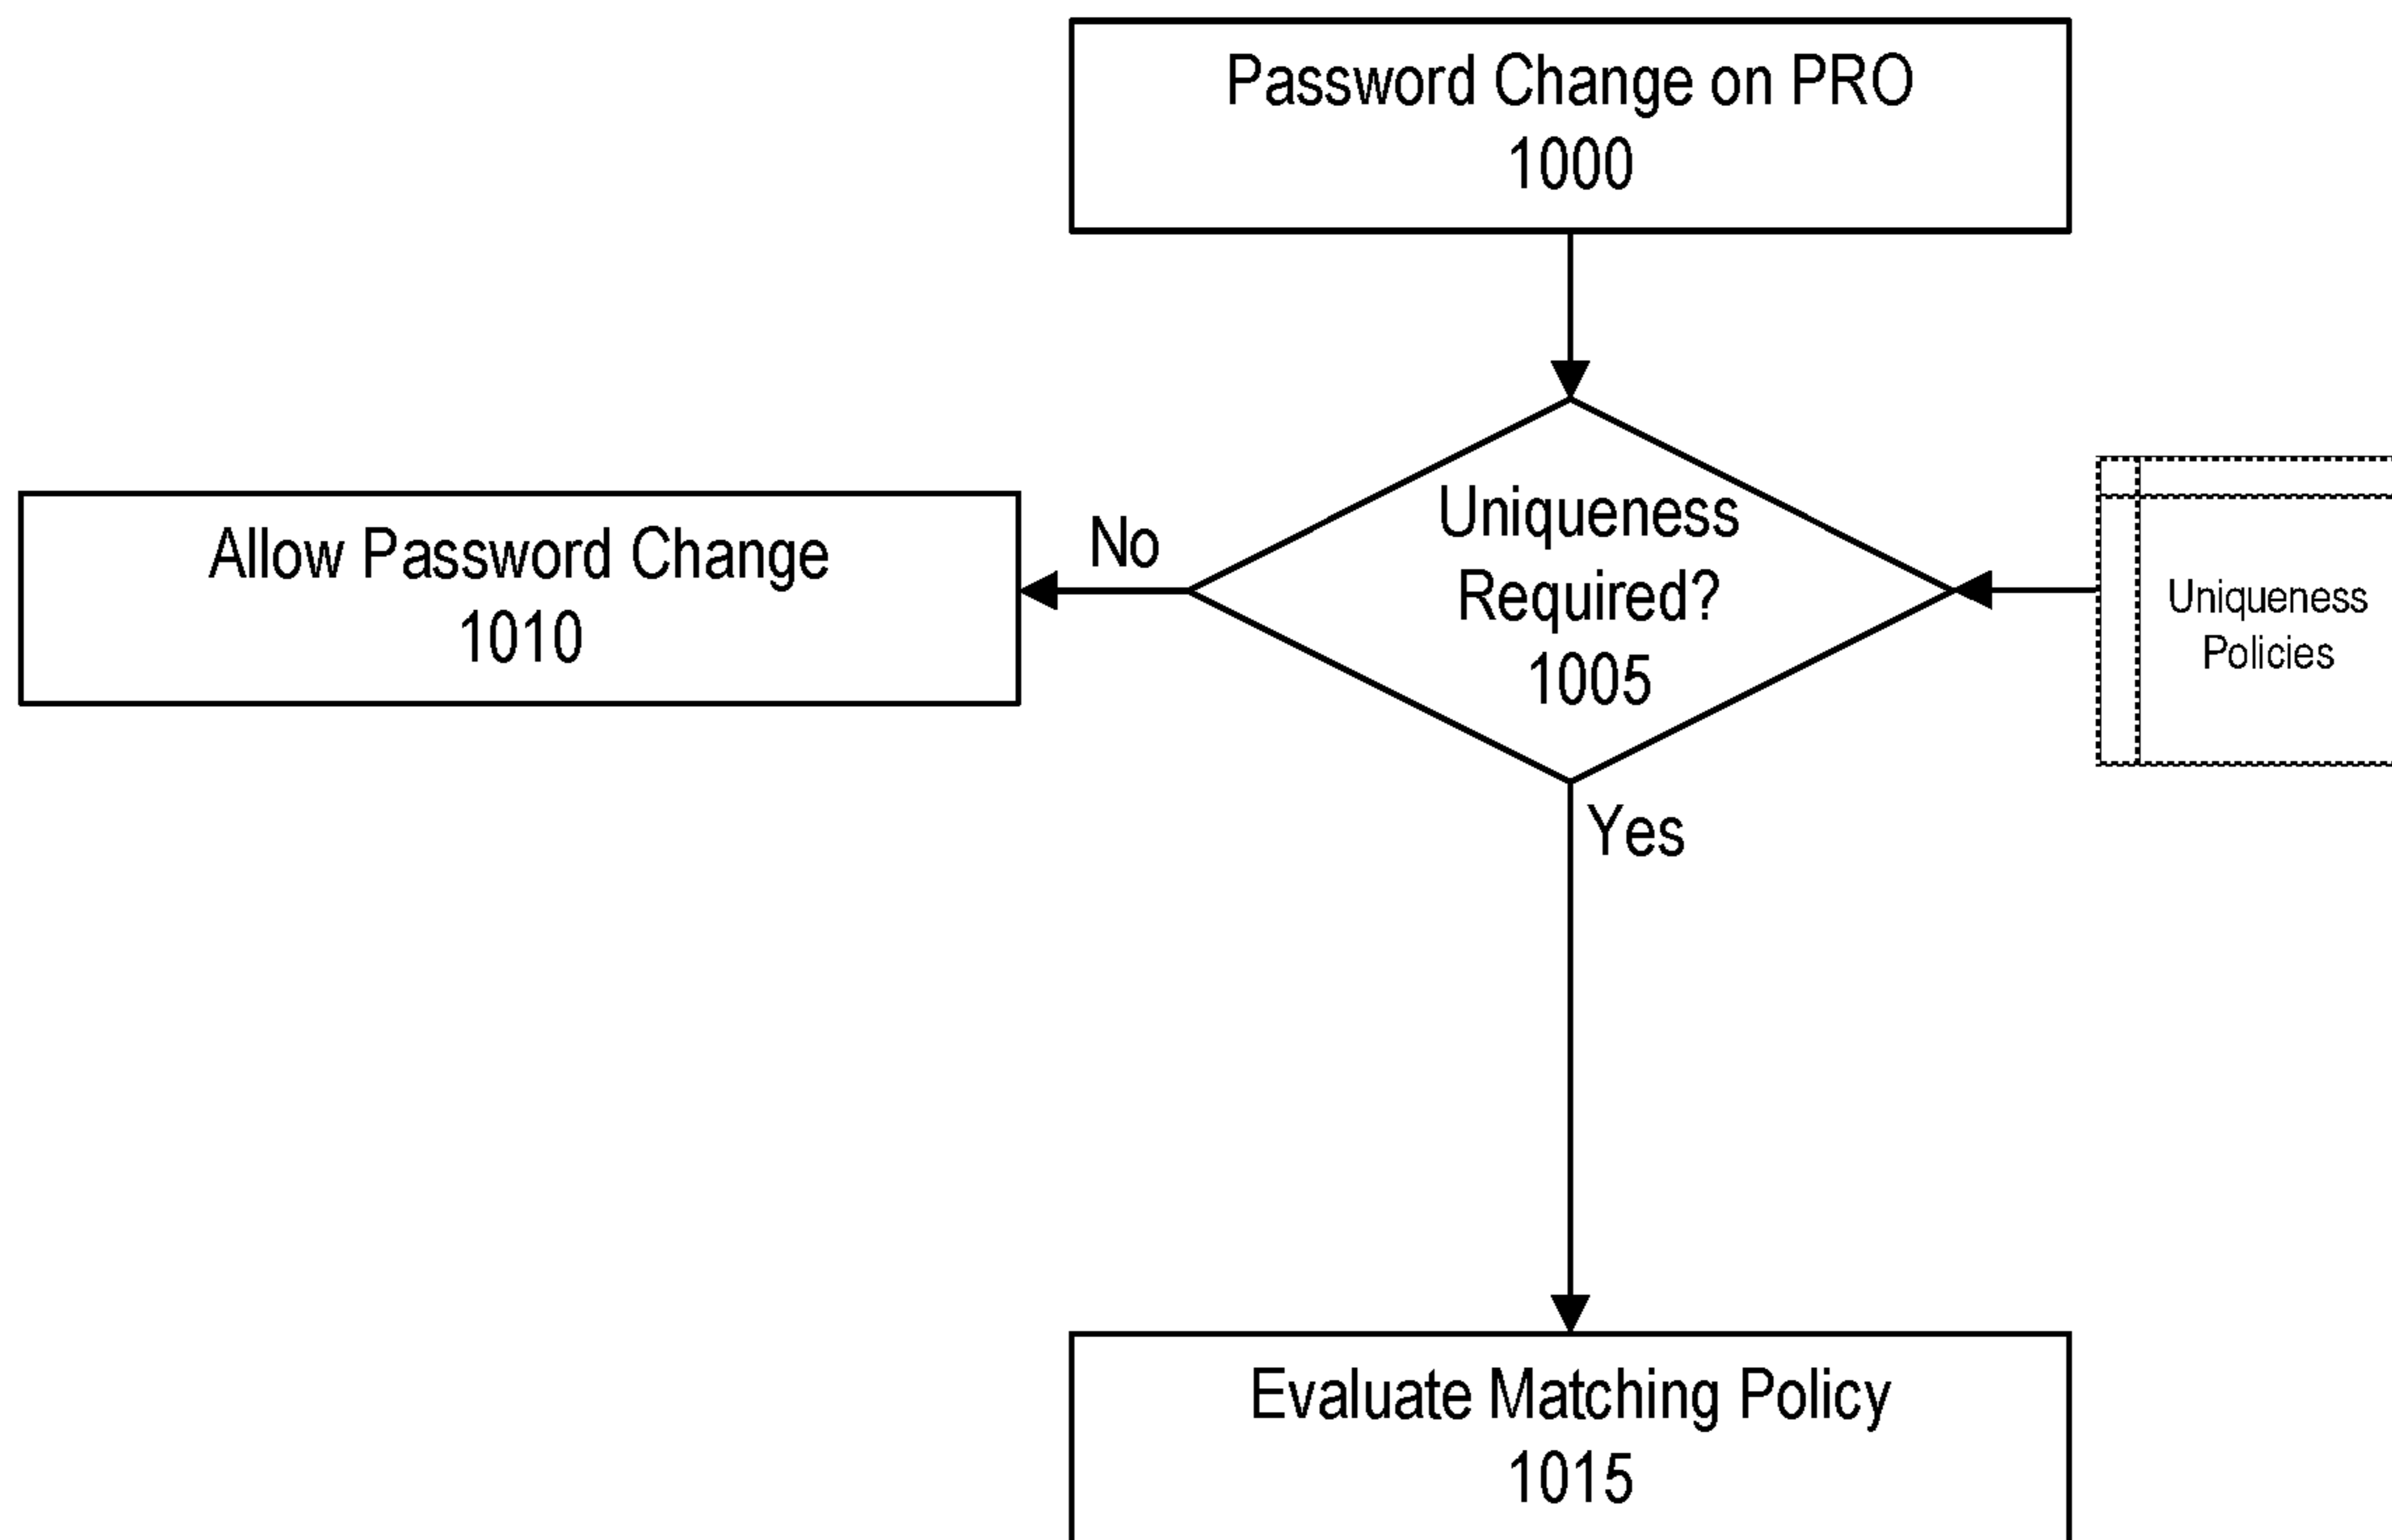 Password Change on PRO
1000
Uniqueness
Required?
1005
No
Allow Password Change
1010
Uniqueness
Policies
Yes
Evaluate Matching Policy
1015